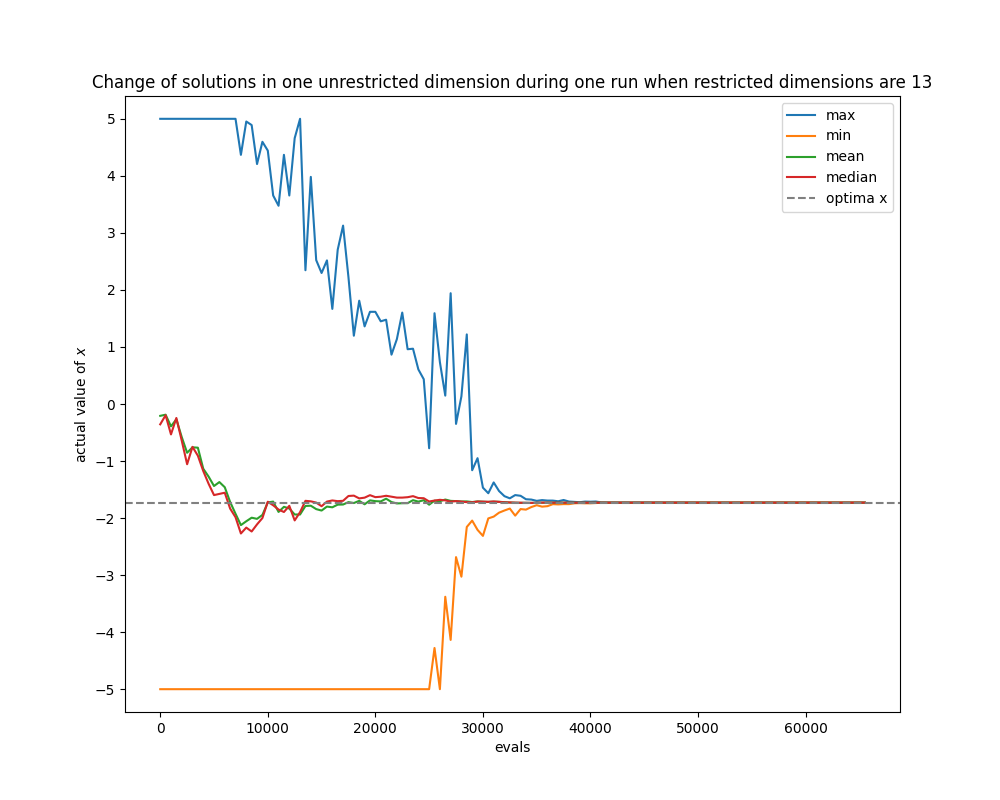 Change of solutions in one unrestricted dimension during one run when restricted dimensions are 13
max
min
mean
median
optima x
actual value of x
5
4
3
2
1
0
−1
−2
−3
−4
−5
0 10000 20000 30000 40000 50000 60000
evals